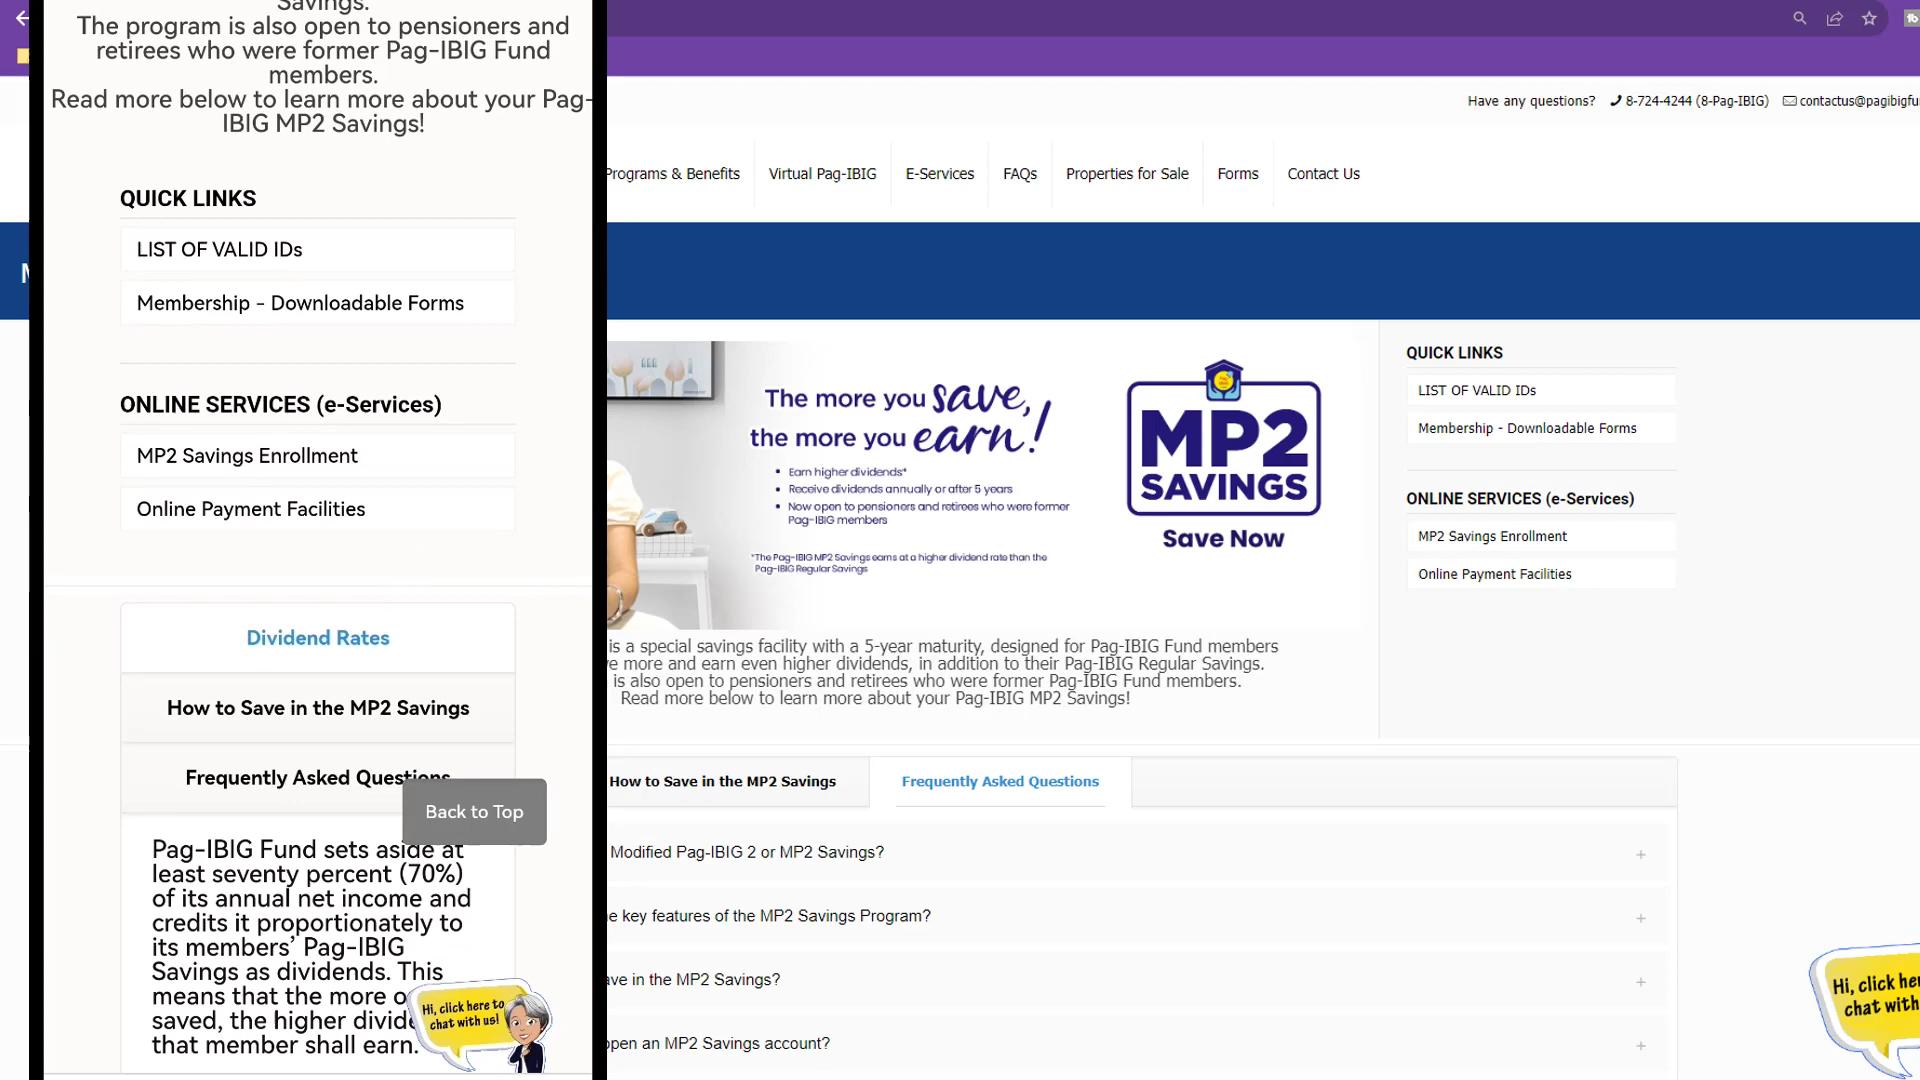 Savings.
The program is also open to pensioners and
retirees who were former Pag-IBIG Fund
members.
Read more below to learn more about your Pag-
IBIG MP2 Savings!
QUICK LINKS
LIST OF VALID IDs
Membership - Downloadable Forms
ONLINE SERVICES (e-Services)
MP2 Savings Enrollment
Online Payment Facilities
Dividend Rates
How to Save in the MP2 Savings
Frequently Asked Questions
Back to Top
Pag-IBIG Fund sets aside at
least seventy percent (70%)
of its annual net income and
credits it proportionately to
its members' Pag-IBIG
Savings as dividends. This
means that the more
saved, the higher
that member shall earn.
Hi, click here to
chat with us!
Have any questions? 8-724-4244 (8-Pag-IBIG) contactus@pagibigfu
Programs & Benefits Virtual Pag-IBIG E-Services FAQs Properties for Sale Forms Contact Us
M
The more you save,
the more you earn!
• Earn higher dividends*
• Receive dividends annually or after 5 years
• Now open to pensioners and retirees who were former
Pag-IBIG members
*The Pag-IBIG MP2 Savings earns at a higher dividend rate than the
Pag-IBIG Regular Savings
MP2
SAVINGS
Save Now
is a special savings facility with a 5-year maturity, designed for Pag-IBIG Fund members
e more and earn even higher dividends, in addition to their Pag-IBIG Regular Savings.
is also open to pensioners and retirees who were former Pag-IBIG Fund members.
Read more below to learn more about your Pag-IBIG MP2 Savings!
QUICK LINKS
LIST OF VALID IDs
Membership - Downloadable Forms
ONLINE SERVICES (e-Services)
MP2 Savings Enrollment
Online Payment Facilities
How to Save in the MP2 Savings
Frequently Asked Questions
Modified Pag-IBIG 2 or MP2 Savings?
e key features of the MP2 Savings Program?
ave in the MP2 Savings?
open an MP2 Savings account?
Hi, click her
chat with